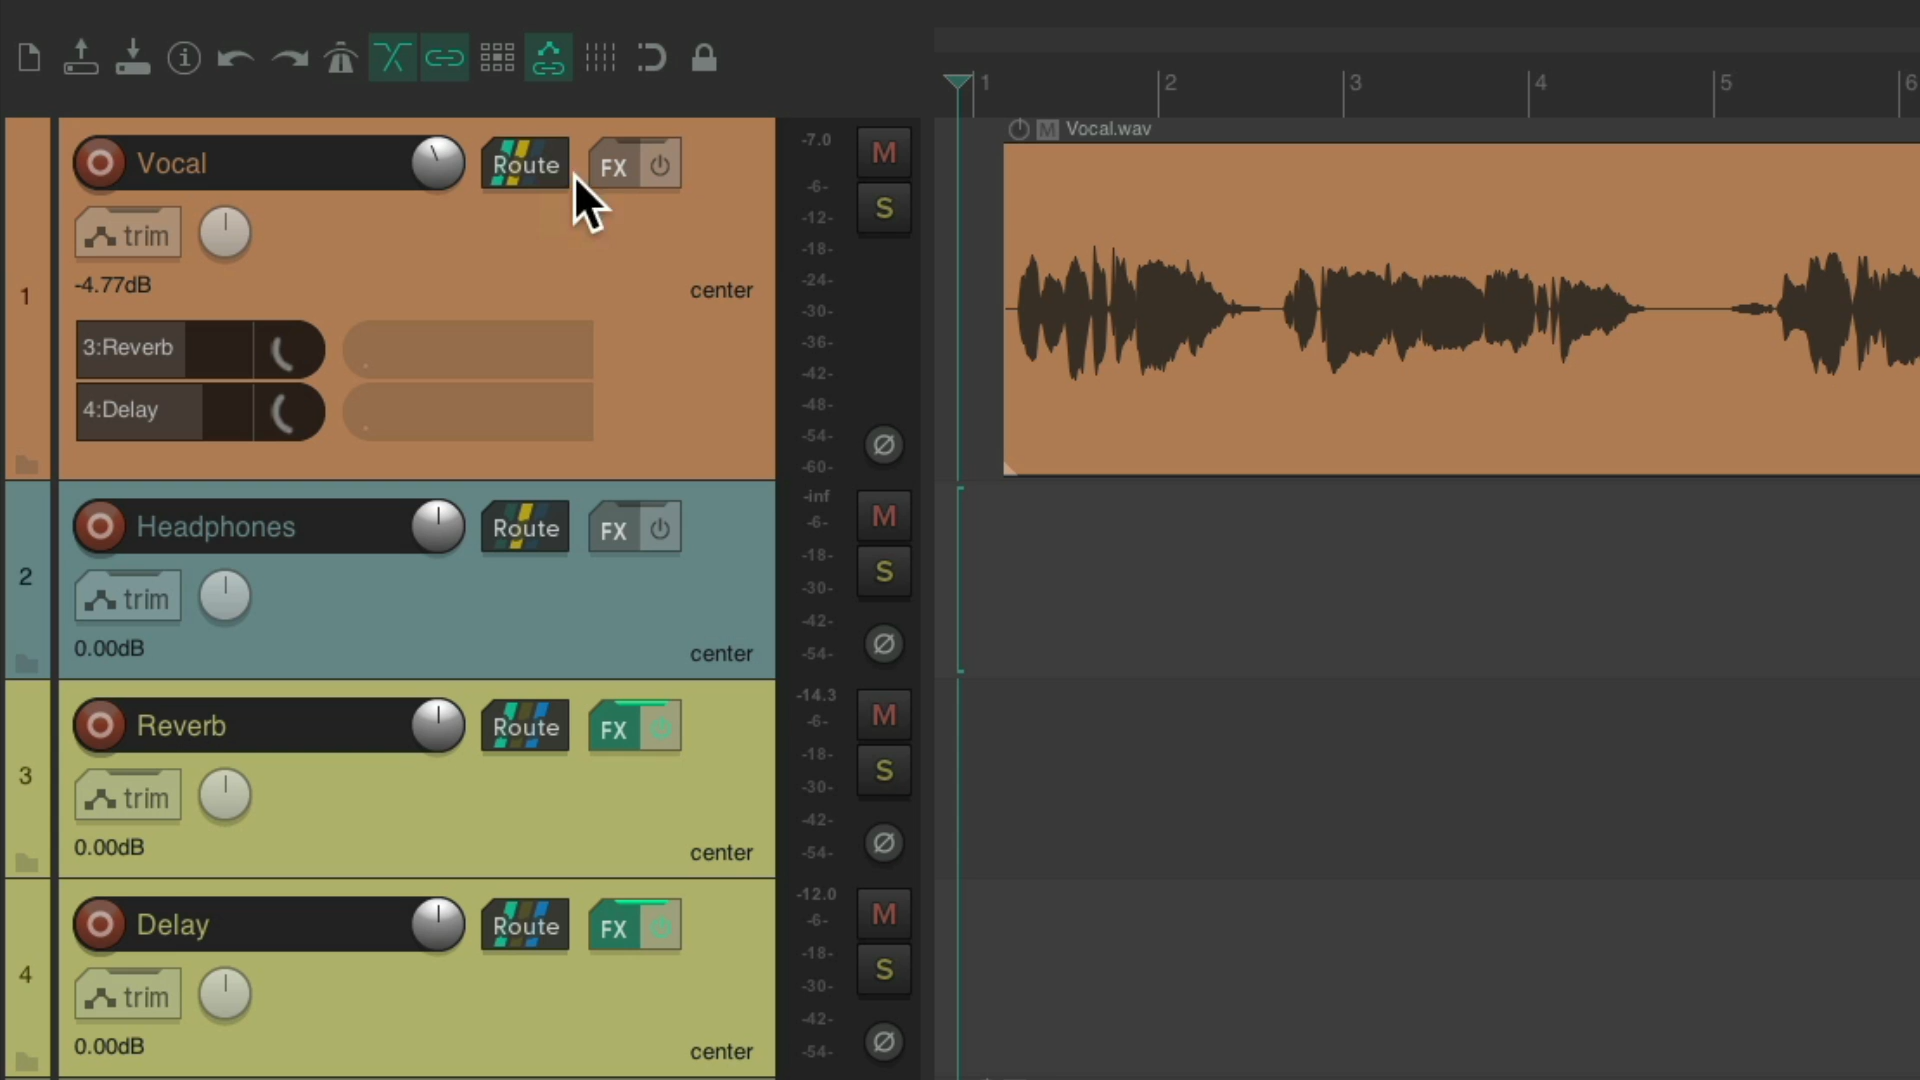 1 2 3 4 5 6
Vocal Route FX -7.0 M
M Vocal.wav
trim -6- S
-12-
-18-
-4.77dB center -24-
1 -30-
3:Reverb -36-
-42-
4:Delay -48-
-54- Ø
-60-
Headphones Route FX -inf M
-6-
2 trim -18- S
-30-
-42- Ø
0.00dB center -54-
Reverb Route FX -14.3 M
-6-
3 trim -18- S
-30-
-42- Ø
0.00dB center -54-
Delay Route FX -12.0 M
-6-
4 trim -18- S
-30-
-42- Ø
0.00dB center -54-